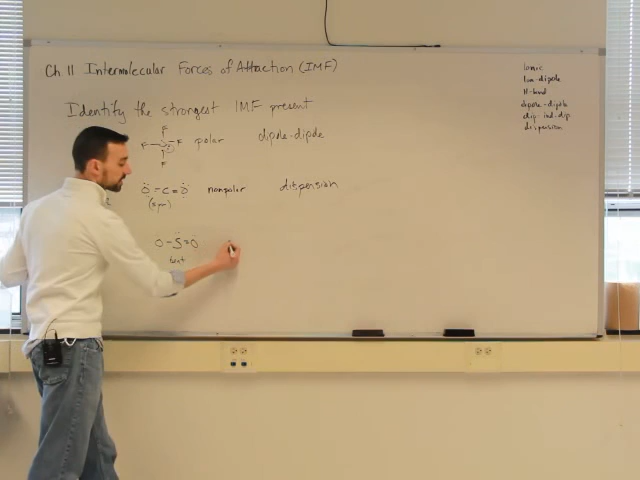 Ch 11 Intermolecular Forces of Attraction (IMF)
Identify the strongest IMF present
F
F F polar dipole-dipole
F
O = C = O nonpolar dispersion
O - S = O
bent
Ionic
Ion-dipole
H-bond
dipole-dipole
dip-ind-dip
dispersion